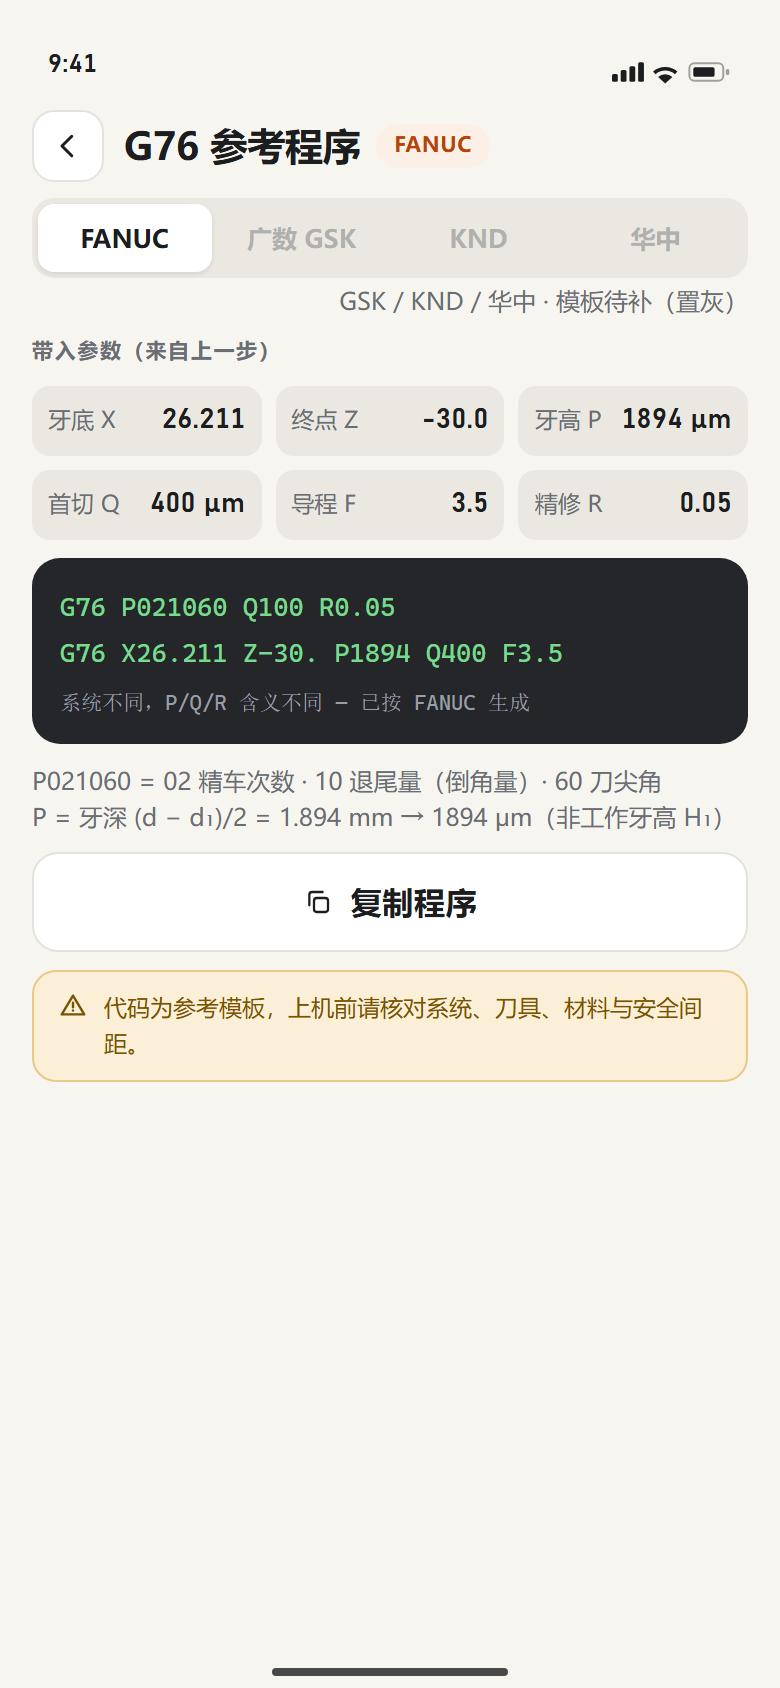 9:41
G76 参考程序 FANUC
FANUC 广数 GSK KND 华中
GSK / KND / 华中 · 模板待补（置灰）
带入参数（来自上一步）
牙底 X 26.211 终点 Z -30.0 牙高 P 1894 µm
首切 Q 400 µm 导程 F 3.5 精修 R 0.05
G76 P021060 Q100 R0.05
G76 X26.211 Z-30. P1894 Q400 F3.5
系统不同，P/Q/R 含义不同 — 已按 FANUC 生成
P021060 = 02 精车次数 · 10 退尾量（倒角量）· 60 刀尖角
P = 牙深 (d − d₁)/2 = 1.894 mm → 1894 µm（非工作牙高 H₁）
复制程序
代码为参考模板，上机前请核对系统、刀具、材料与安全间
距。